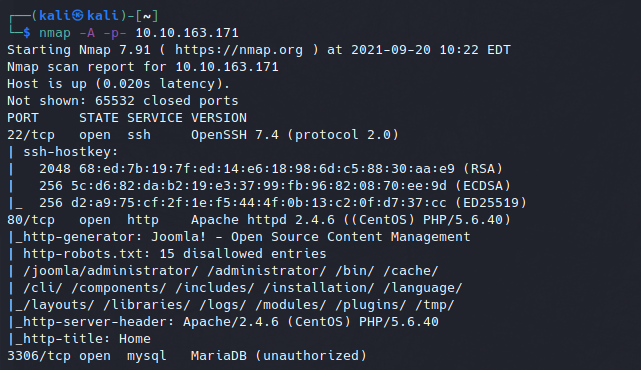 ┌──(kali㉿kali)-[~]
└─$ nmap -A -p- 10.10.163.171
Starting Nmap 7.91 ( https://nmap.org ) at 2021-09-20 10:22 EDT
Nmap scan report for 10.10.163.171
Host is up (0.020s latency).
Not shown: 65532 closed ports
PORT     STATE SERVICE VERSION
22/tcp   open  ssh     OpenSSH 7.4 (protocol 2.0)
| ssh-hostkey:
|   2048 68:ed:7b:19:7f:ed:14:e6:18:98:6d:c5:88:30:aa:e9 (RSA)
|   256 5c:d6:82:da:b2:19:e3:37:99:fb:96:82:08:70:ee:9d (ECDSA)
|_  256 d2:a9:75:cf:2f:1e:f5:44:4f:0b:13:c2:0f:d7:37:cc (ED25519)
80/tcp   open  http    Apache httpd 2.4.6 ((CentOS) PHP/5.6.40)
|_http-generator: Joomla! - Open Source Content Management
| http-robots.txt: 15 disallowed entries
| /joomla/administrator/ /administrator/ /bin/ /cache/
| /cli/ /components/ /includes/ /installation/ /language/
|_/layouts/ /libraries/ /logs/ /modules/ /plugins/ /tmp/
|_http-server-header: Apache/2.4.6 (CentOS) PHP/5.6.40
|_http-title: Home
3306/tcp open  mysql   MariaDB (unauthorized)